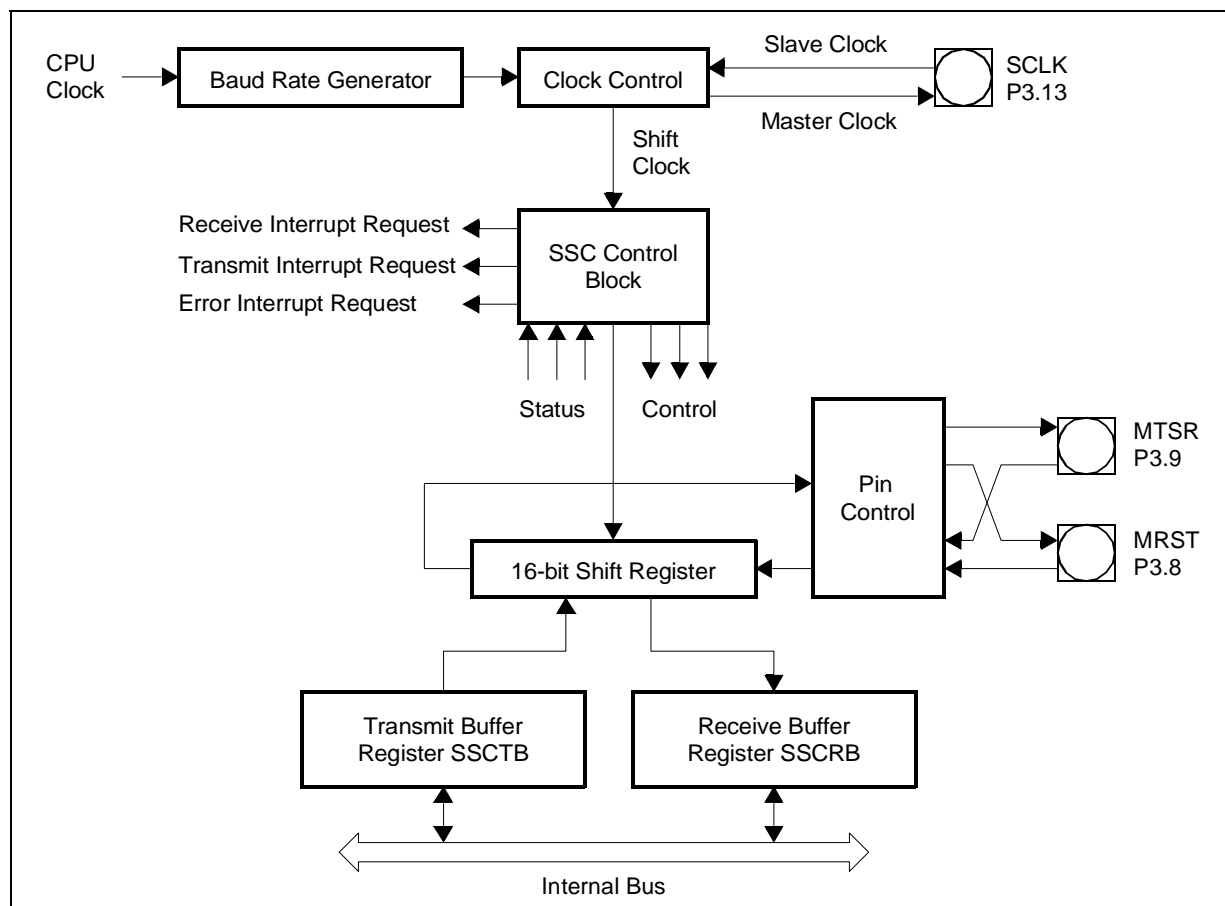 CPU
Clock
Baud Rate Generator
Clock Control
Slave Clock
Master Clock
SCLK
P3.13
Shift
Clock
Receive Interrupt Request
Transmit Interrupt Request
Error Interrupt Request
SSC Control
Block
Status
Control
Pin
Control
MTSR
P3.9
MRST
P3.8
16-bit Shift Register
Transmit Buffer
Register SSCTB
Receive Buffer
Register SSCRB
Internal Bus